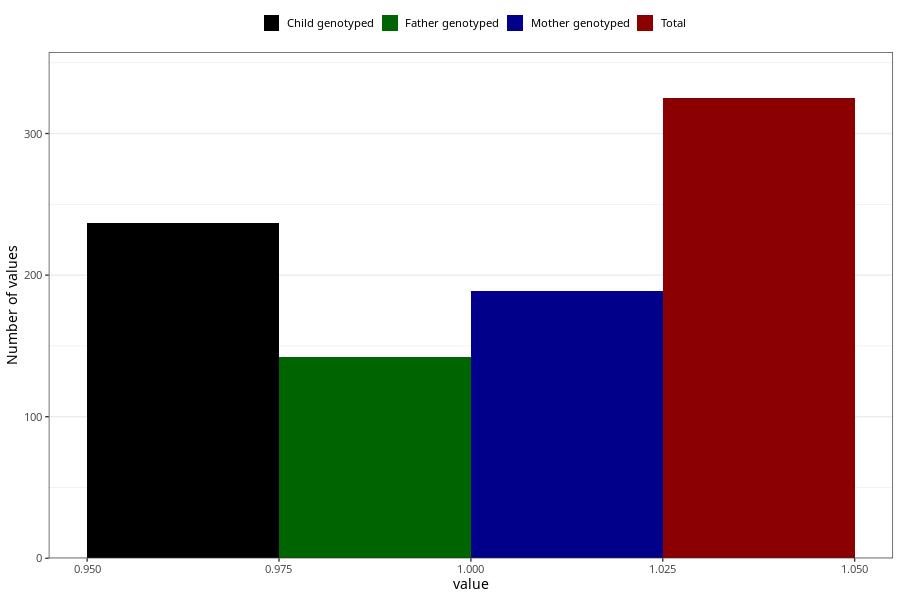 Child genotyped Father genotyped Mother genotyped Total
Number of values
300
200
100
0
0.950 0.975 1.000 1.025 1.050
value